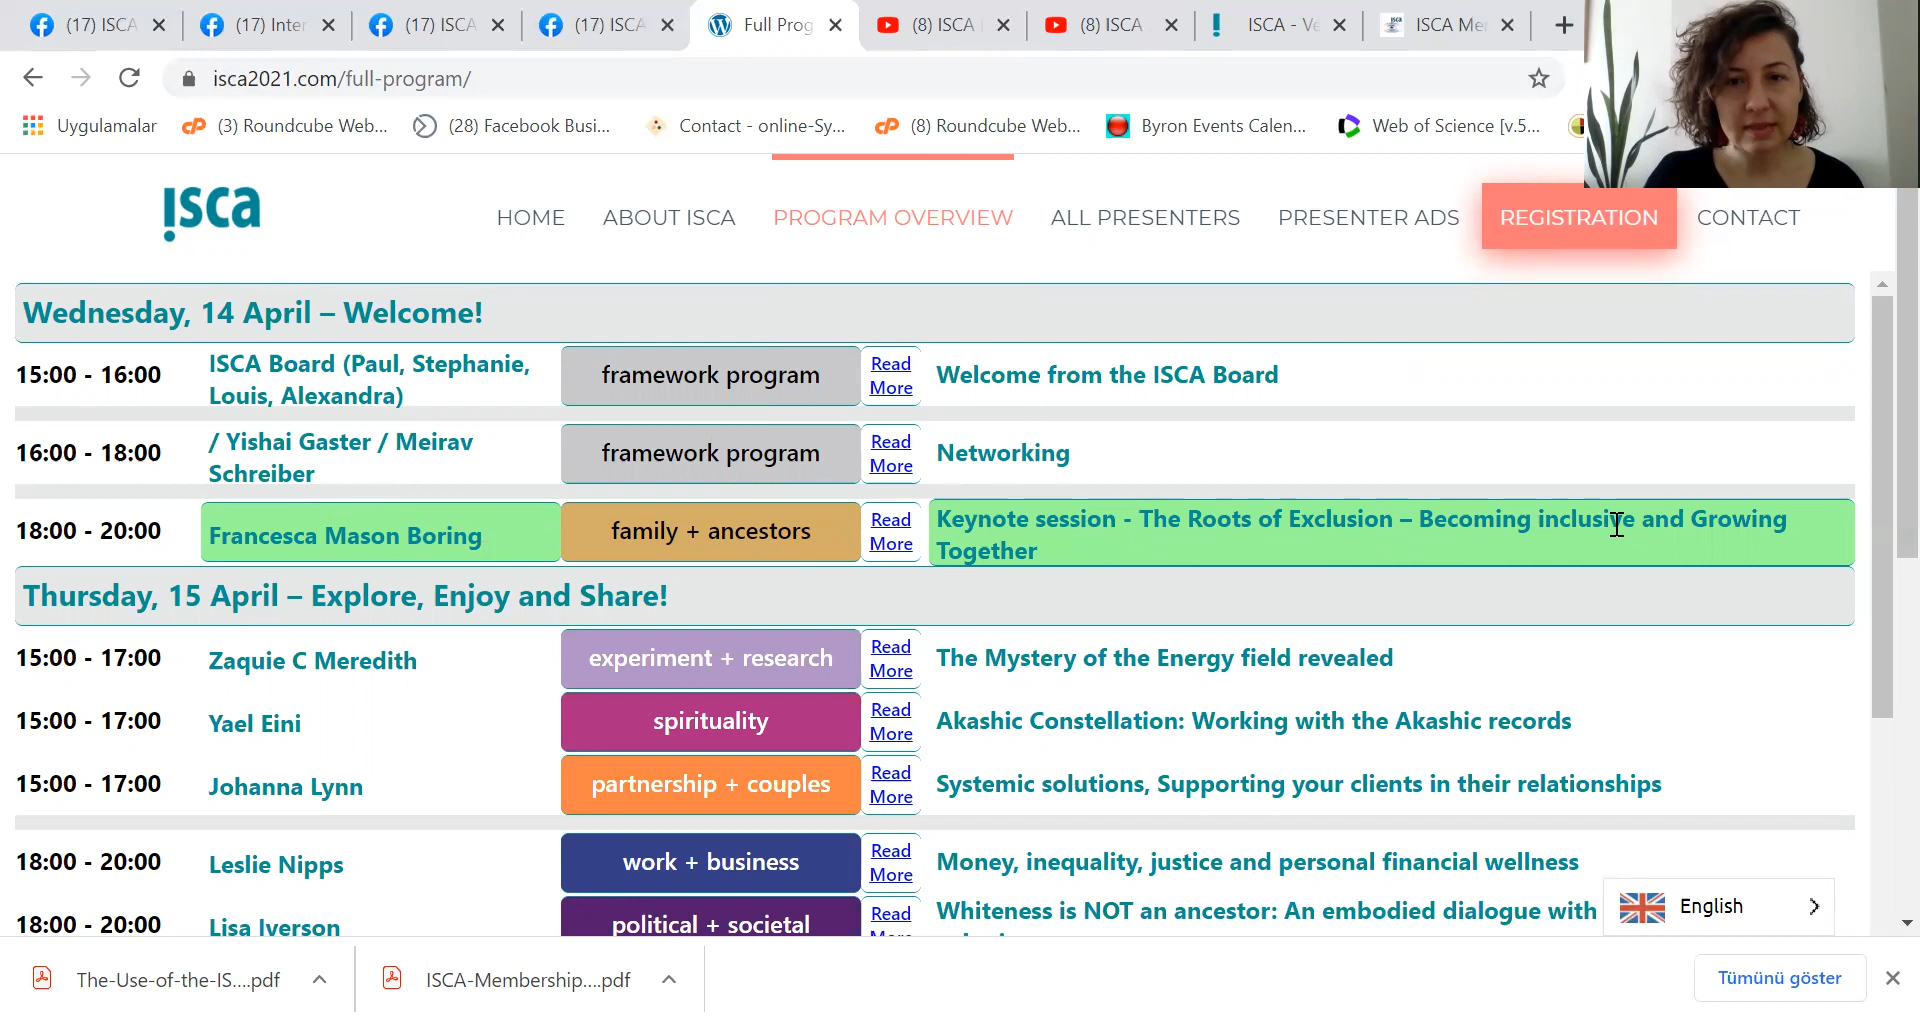 (17) ISCA
(17) Inter
(17) ISCA
(17) ISCA
Full Prog
(8) ISCA
(8) ISCA
ISCA - Ve
ISCA Me
isca2021.com/full-program/
Uygulamalar
(3) Roundcube Web...
(28) Facebook Busi...
Contact - online-Sy...
(8) Roundcube Web...
Byron Events Calen...
Web of Science [v.5...
isca
HOME
ABOUT ISCA
PROGRAM OVERVIEW
ALL PRESENTERS
PRESENTER ADS
REGISTRATION
CONTACT
Wednesday, 14 April – Welcome!
15:00 - 16:00
ISCA Board (Paul, Stephanie,
Louis, Alexandra)
framework program
Read
More
Welcome from the ISCA Board
16:00 - 18:00
/ Yishai Gaster / Meirav
Schreiber
framework program
Read
More
Networking
18:00 - 20:00
Francesca Mason Boring
family + ancestors
Read
More
Keynote session - The Roots of Exclusion – Becoming inclusive and Growing
Together
Thursday, 15 April – Explore, Enjoy and Share!
15:00 - 17:00
Zaquie C Meredith
experiment + research
Read
More
The Mystery of the Energy field revealed
15:00 - 17:00
Yael Eini
spirituality
Read
More
Akashic Constellation: Working with the Akashic records
15:00 - 17:00
Johanna Lynn
partnership + couples
Read
More
Systemic solutions, Supporting your clients in their relationships
18:00 - 20:00
Leslie Nipps
work + business
Read
More
Money, inequality, justice and personal financial wellness
18:00 - 20:00
Lisa Iverson
political + societal
Read
More
Whiteness is NOT an ancestor: An embodied dialogue with
English
The-Use-of-the-IS....pdf
ISCA-Membership....pdf
Tümünü göster